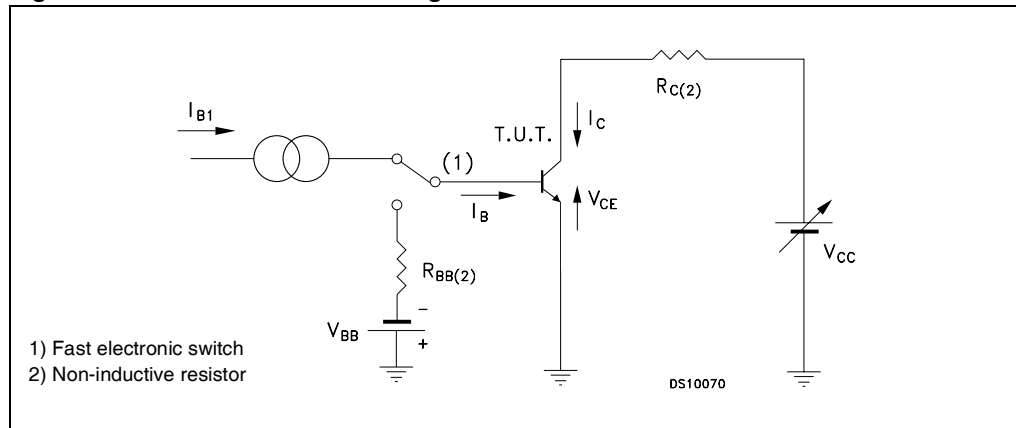 I_B1
R_C(2)
I_C
T.U.T.
(1)
I_B
V_CE
R_BB(2)
V_CC
V_BB
−
+
1) Fast electronic switch
2) Non-inductive resistor
DS10070